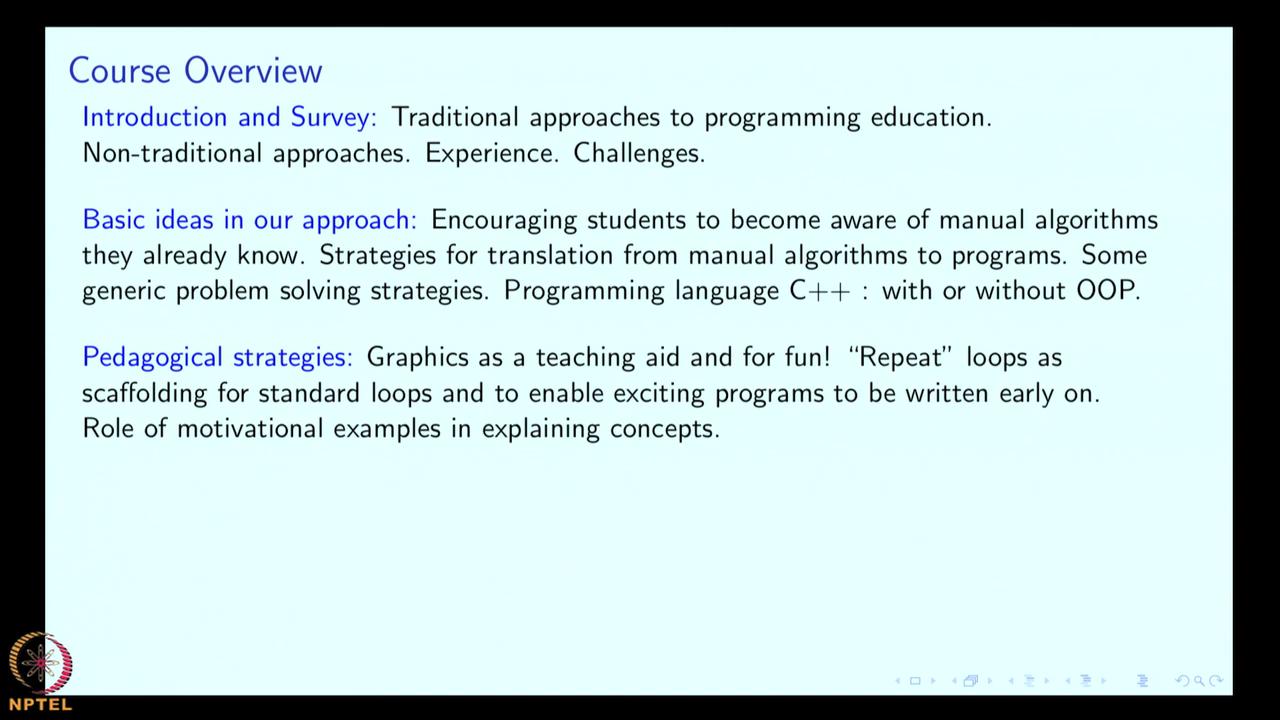 Course Overview
Introduction and Survey: Traditional approaches to programming education.
Non-traditional approaches. Experience. Challenges.
Basic ideas in our approach: Encouraging students to become aware of manual algorithms
they already know. Strategies for translation from manual algorithms to programs. Some
generic problem solving strategies. Programming language C++ : with or without OOP.
Pedagogical strategies: Graphics as a teaching aid and for fun! “Repeat” loops as
scaffolding for standard loops and to enable exciting programs to be written early on.
Role of motivational examples in explaining concepts.
NPTEL